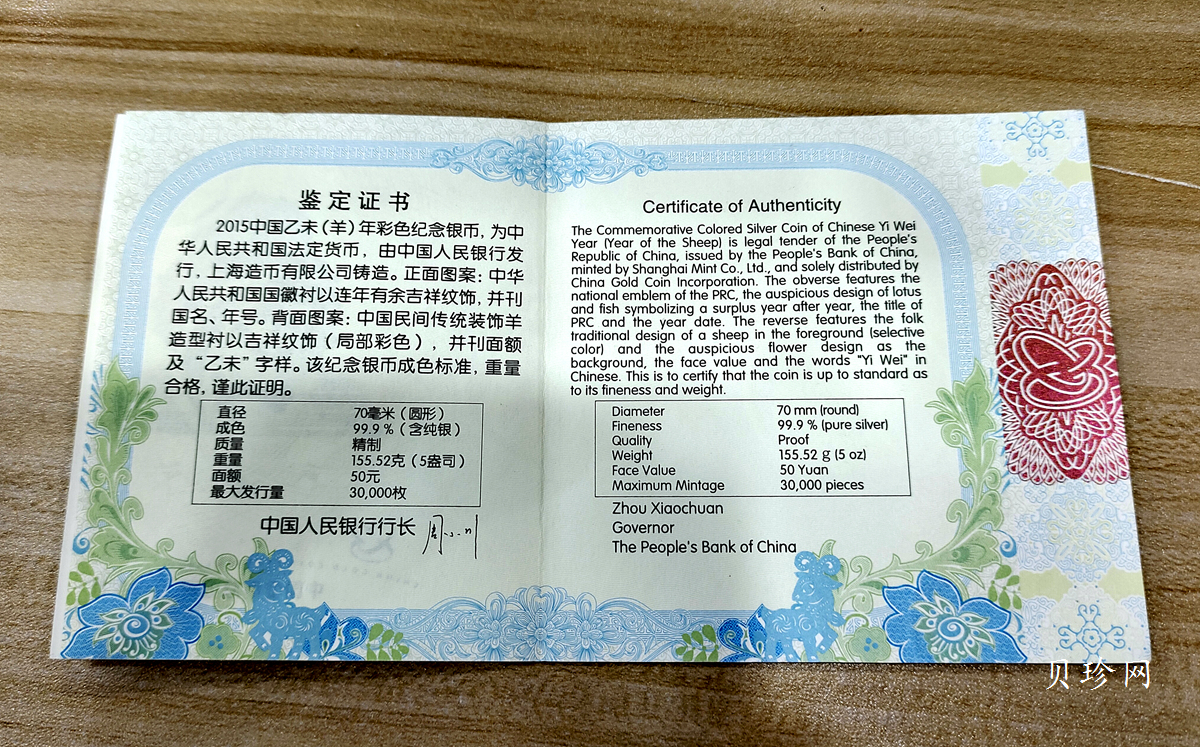 鉴定证书
2015中国乙未（羊）年彩色纪念银币，为中
华人民共和国法定货币，由中国人民银行发
行，上海造币有限公司铸造。正面图案：中华
人民共和国国徽衬以连年有余吉祥纹饰，并刊
国名、年号。背面图案：中国民间传统装饰羊
造型衬以吉祥纹饰（局部彩色），并刊面额
及“乙未”字样。该纪念银币成色标准，重量
合格，谨此证明。
直径 70毫米（圆形）
成色 99.9％（含纯银）
质量 精制
重量 155.52克（5盎司）
面额 50元
最大发行量 30,000枚
中国人民银行行长 周小川
Certificate of Authenticity
The Commemorative Colored Silver Coin of Chinese Yi Wei
Year (Year of the Sheep) is legal tender of the People's
Republic of China, issued by the People's Bank of China,
minted by Shanghai Mint Co., Ltd., and solely distributed by
China Gold Coin Incorporation. The obverse features the
national emblem of the PRC, the auspicious design of lotus
and fish symbolizing a surplus year after year, the title of
PRC and the year date. The reverse features the folk
traditional design of a sheep in the foreground (selective
color) and the auspicious flower design as the
background, the face value and the words "Yi Wei" in
Chinese. This is to certify that the coin is up to standard as
to its fineness and weight.
Diameter 70 mm (round)
Fineness 99.9 % (pure silver)
Quality Proof
Weight 155.52 g (5 oz)
Face Value 50 Yuan
Maximum Mintage 30,000 pieces
Zhou Xiaochuan
Governor
The People's Bank of China
贝珍网